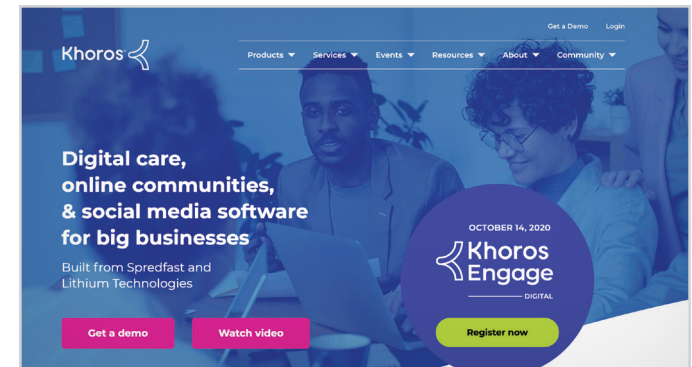 Get a Demo Login
Khoros
Products Services Events Resources About Community
Digital care,
online communities,
& social media software
for big businesses
Built from Spredfast and
Lithium Technologies
Get a demo Watch video
OCTOBER 14, 2020
Khoros
Engage
DIGITAL
Register now